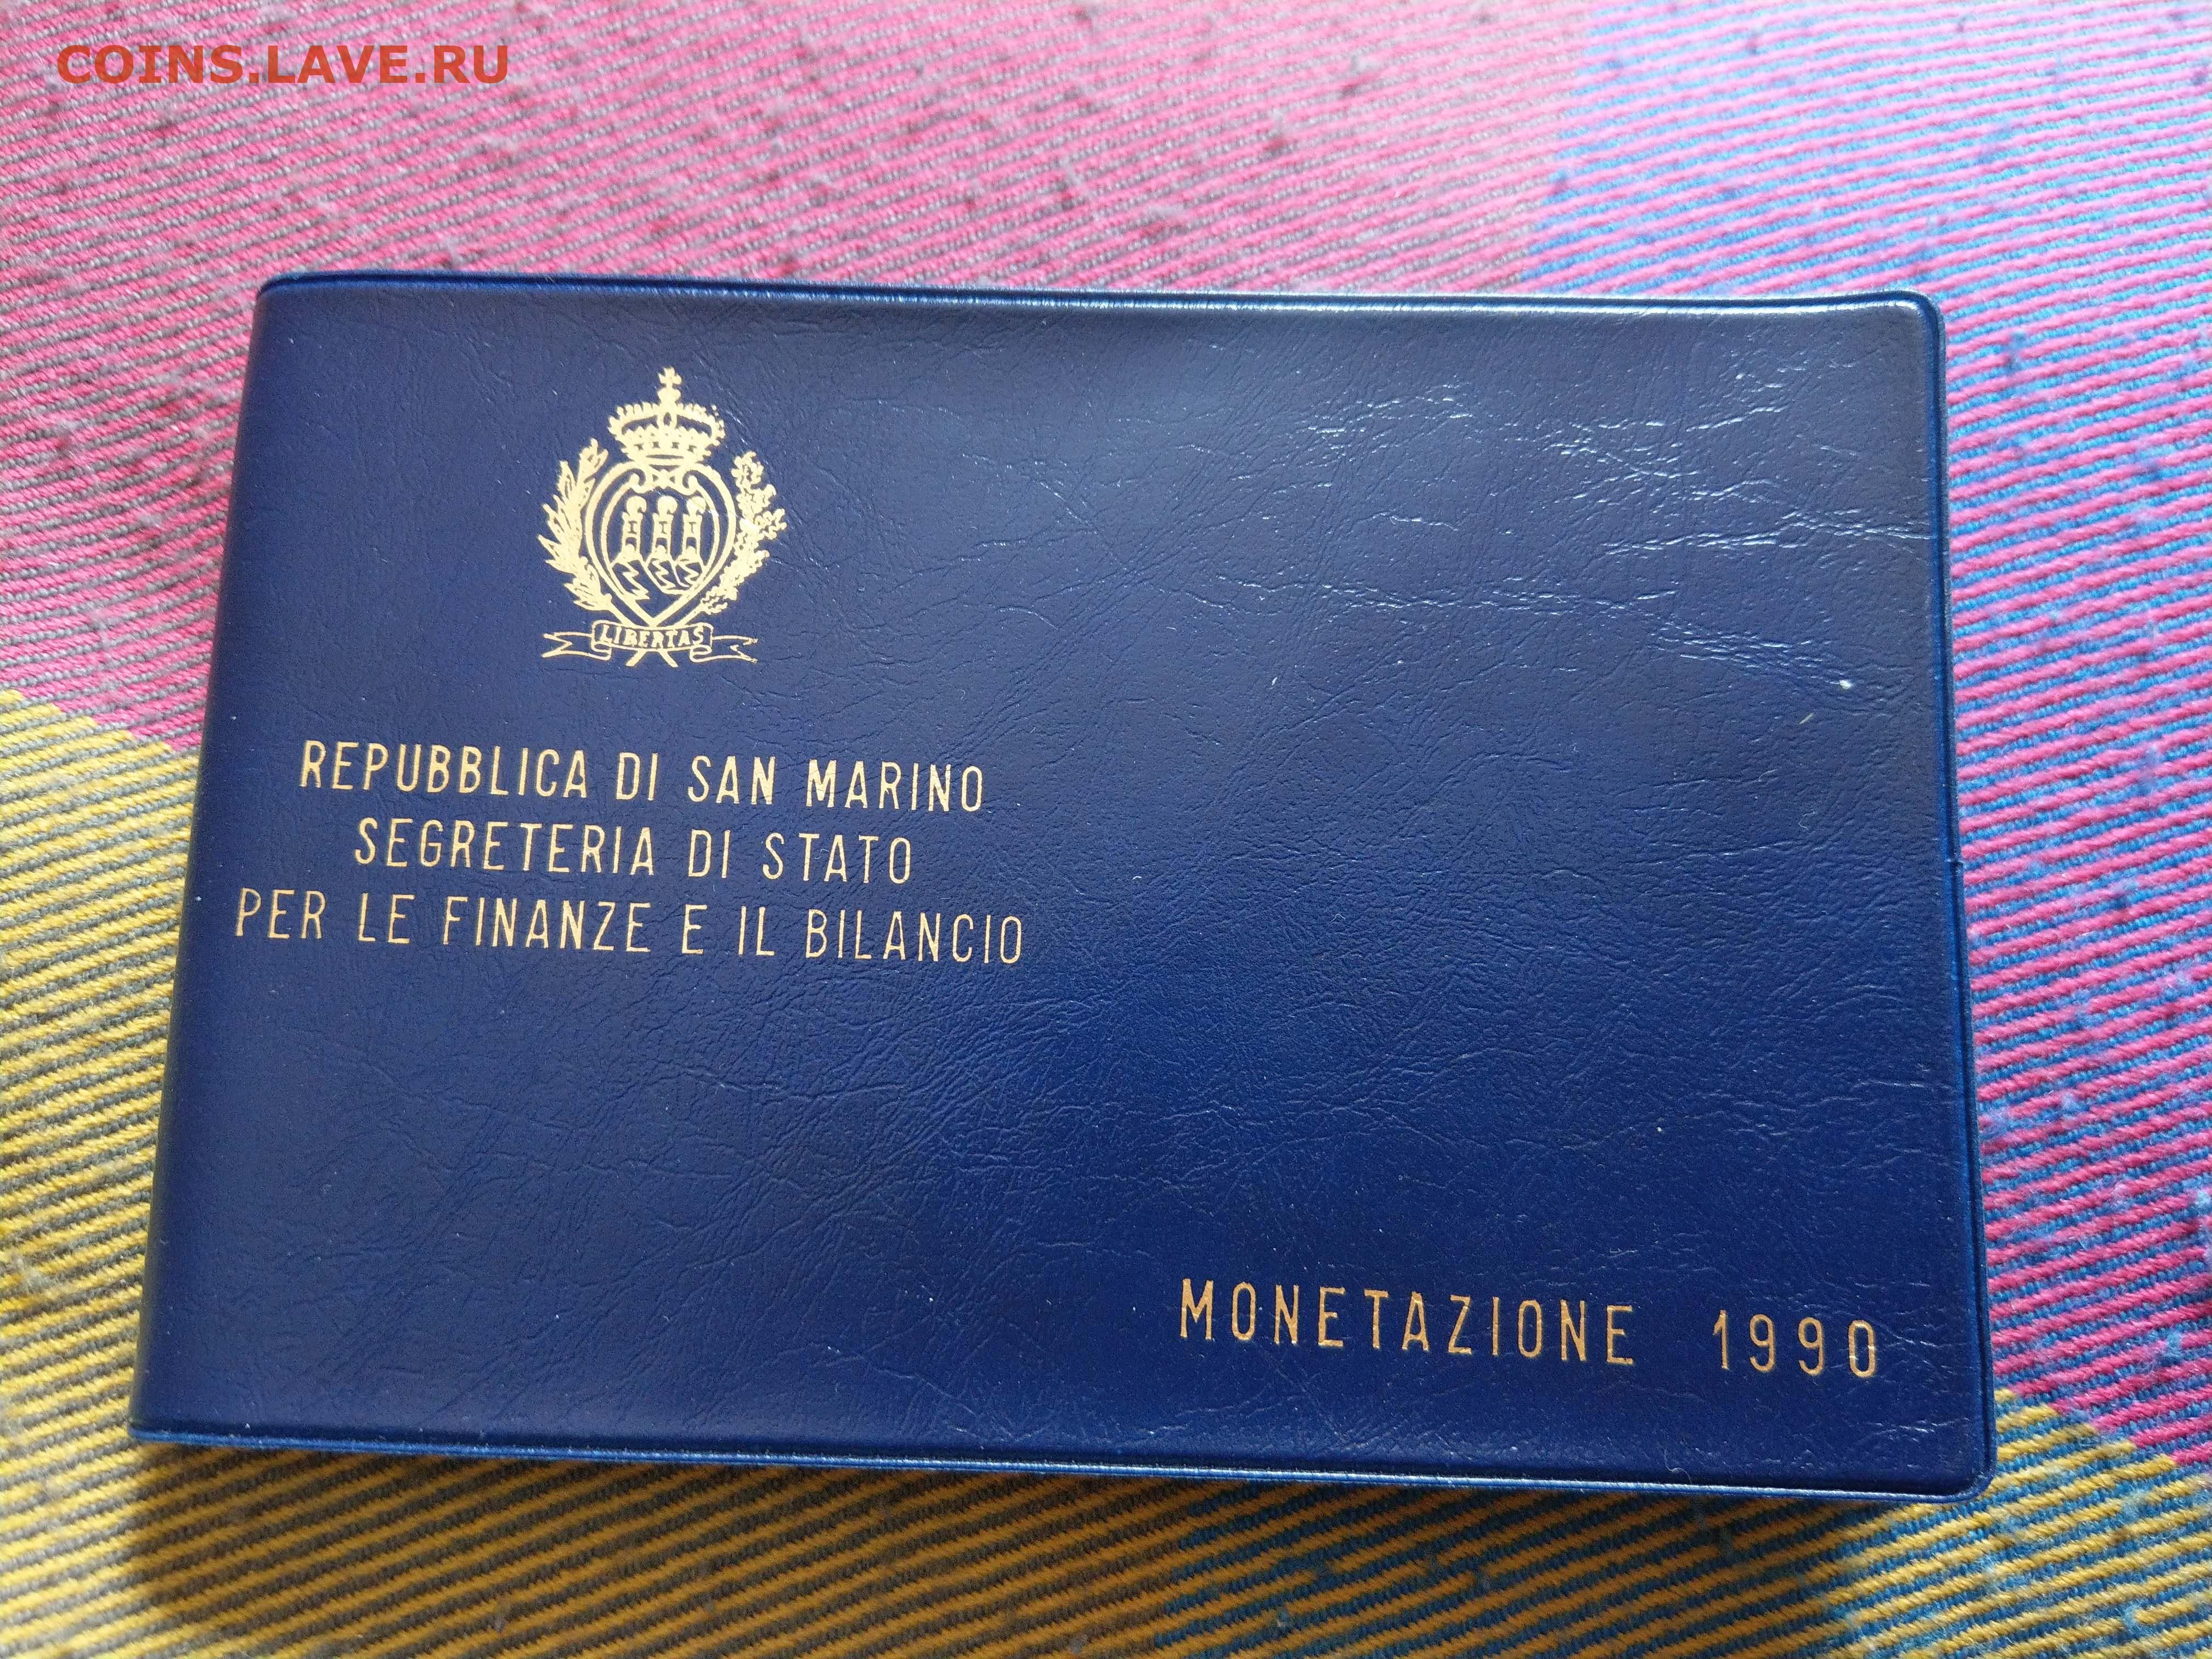 COINS.LAVE.RU
LIBERTAS
REPUBBLICA DI SAN MARINO
SEGRETERIA DI STATO
PER LE FINANZE E IL BILANCIO
MONETAZIONE 1990